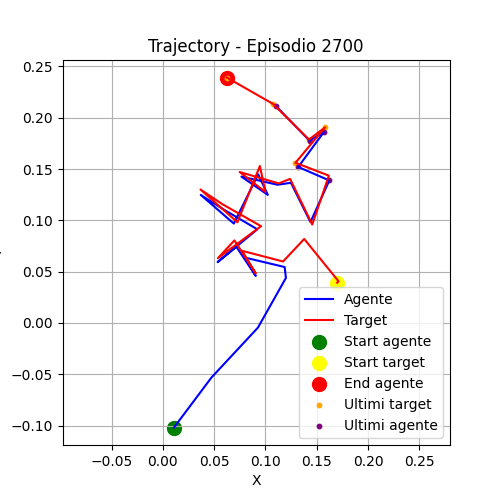 Trajectory - Episodio 2700
0.25
0.20
0.15
0.10
0.05
0.00
−0.05
−0.10
−0.05
0.00
0.05
0.10
0.15
0.20
0.25
X
Agente
Target
Start agente
Start target
End agente
Ultimi target
Ultimi agente